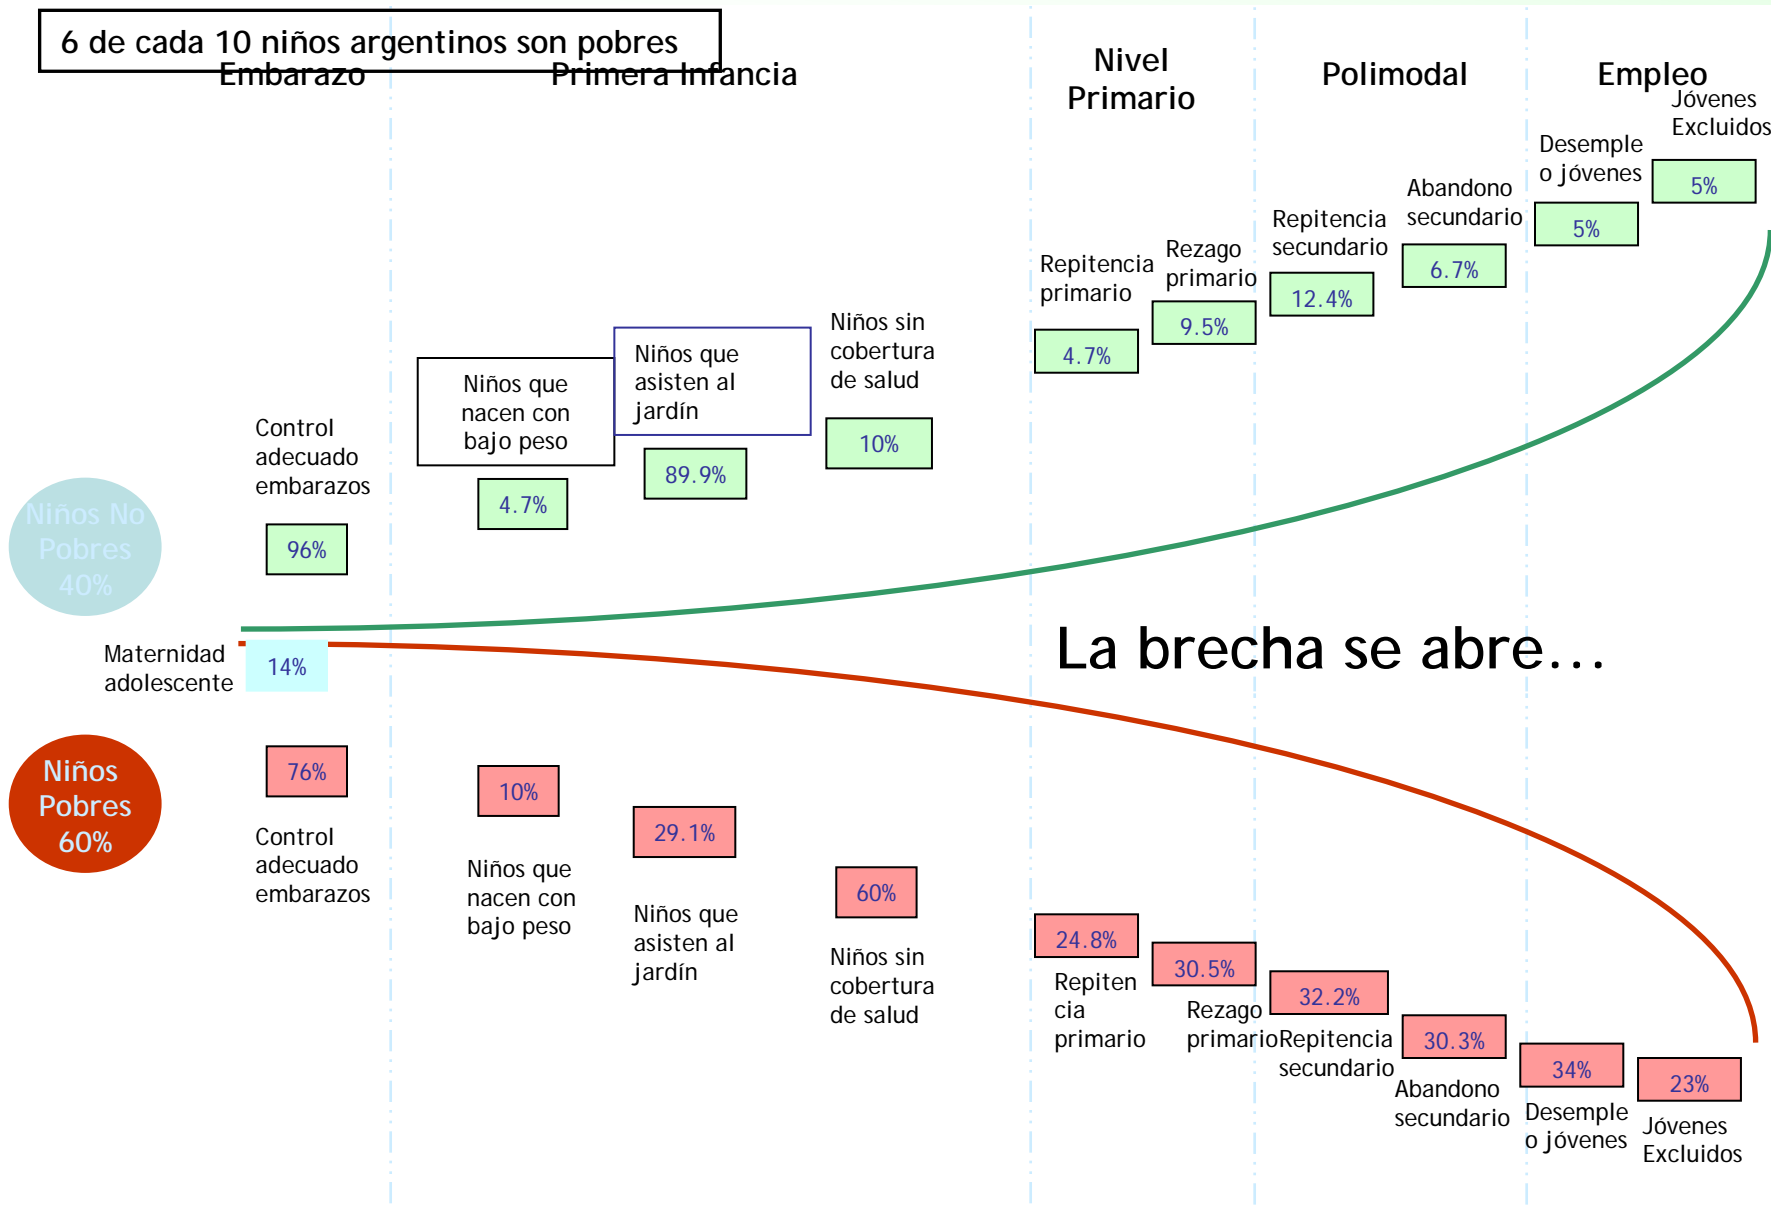 6 de cada 10 niños argentinos son pobres
Embarazo
Primera Infancia
Nivel
Primario
Polimodal
Empleo
Jóvenes
Excluidos
5%
Desemple
o jóvenes
5%
Abandono
secundario
6.7%
Repitencia
secundario
12.4%
Rezago
primario
9.5%
Repitencia
primario
4.7%
Niños sin
cobertura
de salud
10%
Niños que
asisten al
jardín
89.9%
Niños que
nacen con
bajo peso
4.7%
Control
adecuado
embarazos
96%
Niños No
Pobres
40%
La brecha se abre...
Maternidad
adolescente
14%
Niños
Pobres
60%
76%
Control
adecuado
embarazos
10%
Niños que
nacen con
bajo peso
29.1%
Niños que
asisten al
jardín
60%
Niños sin
cobertura
de salud
24.8%
Repiten
cia
primario
30.5%
Rezago
primario
32.2%
Repitencia
secundario
30.3%
Abandono
secundario
34%
Desemple
o jóvenes
23%
Jóvenes
Excluidos